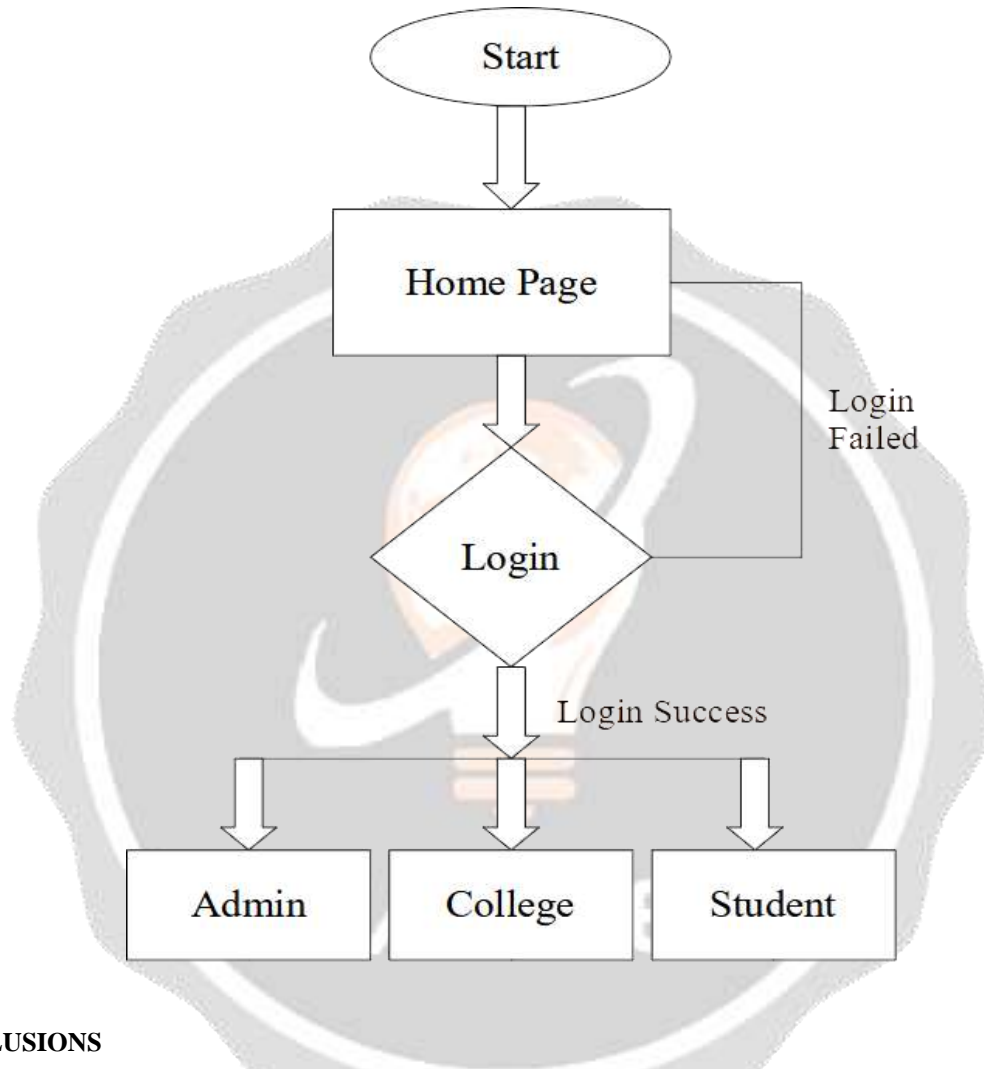 Start
Home Page
Login
Failed
Login
Login Success
Admin
College
Student
LUSIONS